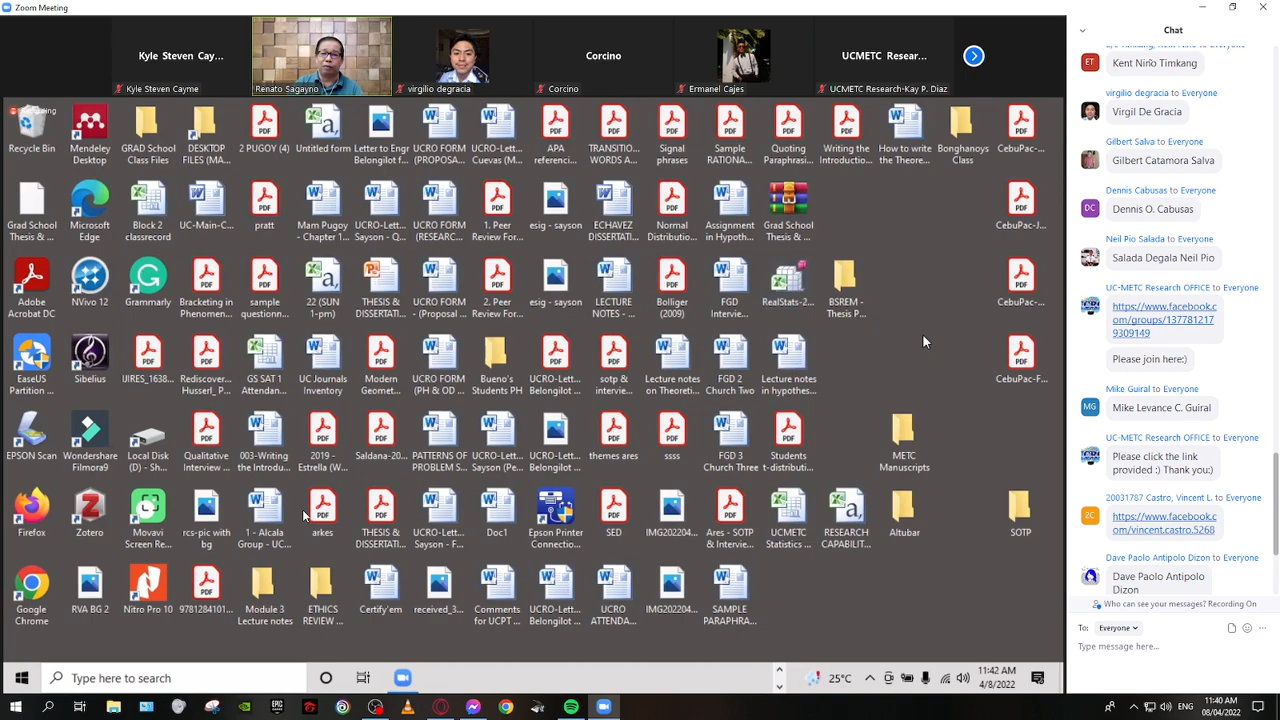 Zoom Meeting
Kyle Steven Cay...
Corcino
UCMETC Resear...
Kyle Steven Cayme
Renato Sagayno
virgilio degracia
Corcino
Ermanel Cajes
UCMETC Research-Kay P. Diaz
Recycle Bin
Mendeley
Desktop
GRAD School
Class Files
DESKTOP
FILES (MA...
2 PUGOY (4)
Untitled form
Letter to Engr
Belongilot f...
UCRO FORM
(PROPOSA...
UCRO-Lett...
Cuevas (M...
APA
referenci...
TRANSITIO...
WORDS A...
Signal
phrases
Sample
RATIONA...
Quoting
Paraphrasi...
Writing the
Introductio...
How to write
the Theore...
Bonghanoys
Class
CebuPac-...
Grad School
Thesis & ...
Microsoft
Edge
Block 2
classrecord
UC-Main-C...
pratt
Mam Pugoy
- Chapter 1...
UCRO-Lett...
Sayson - Q...
UCRO FORM
(RESEARC...
1. Peer
Review For...
esig - sayson
ECHAVEZ
DISSERTATI...
Normal
Distributio...
Assignment
in Hypoth...
Grad School
Thesis & ...
CebuPac-J...
Adobe
Acrobat DC
NVivo 12
Grammarly
Bracketing in
Phenomen...
sample
questionn...
22 (SUN
1-pm)
THESIS &
DISSERTATI...
UCRO FORM
(Proposal ...
2. Peer
Review For...
esig - sayson
LECTURE
NOTES - ...
Bolliger
(2009)
FGD
Intervie...
RealStats-2...
BSREM -
Thesis P...
CebuPac-...
EaseUS
Partition ...
Sibelius
IJIRES_1638...
Rediscover...
Husserl_P...
GS SAT 1
Attendan...
UC Journals
Inventory
Modern
Geomet...
UCRO FORM
(PH & OD ...
Bueno's
Students PH
UCRO-Lett...
Belongilot ...
sotp &
intervie...
Lecture notes
on Theoreti...
FGD 2
Church Two
Lecture notes
in hypothes...
CebuPac-F...
EPSON Scan
Wondershare
Filmora9
Local Disk
(D) - Sh...
Qualitative
Interview ...
003-Writing
the Introdu...
2019 -
Estrella (W...
Saldana-20...
PATTERNS OF
PROBLEM S...
UCRO-Lett...
Sayson (Pe...
UCRO-Lett...
Belongilot ...
themes ares
ssss
FGD 3
Church Three
Students
t-distributi...
METC
Manuscripts
Firefox
Zotero
Movavi
Screen Re...
rcs-pic with
bg
1 - Alcala
Group - UC...
arkes
THESIS &
DISSERTATI...
UCRO-Lett...
Sayson - F...
Doc1
Epson Printer
Connectio...
SED
IMG202204...
Ares - SOTP
& Intervie...
UCMETC
Statistics ...
RESEARCH
CAPABILIT...
Altubar
SOTP
Google
Chrome
RVA BG 2
Nitro Pro 10
9781284101...
Module 3
Lecture notes
ETHICS
REVIEW ...
Certify'em
received_3...
Comments
for UCPT ...
UCRO-Lett...
Belongilot ...
UCRO
ATTENDA...
IMG202204...
SAMPLE
PARAPHRA...
Type here to search
25°C
11:42 AM
4/8/2022
Chat
Kent Niño Timkang
virgilio degracia to Everyone
Virgil De Gracia
Gilbert Salva to Everyone
Gilbert Catamora Salva
Dennis Cabusas to Everyone
Dennis O. Cabusas
Neil Pio Salada to Everyone
Salada Degala Neil Pio
UC-METC Research OFFICE to Everyone
https://www.facebook.c
om/groups/137781217
9309149
Please join here:)
Mike Guiral to Everyone
Mike Levance C. Guiral
UC-METC Research OFFICE to Everyone
Please click the link
provided :) Thank you:)
20031787 Castro, Vincent L. to Everyone
https://www.facebook.c
om/vincent.castro.5268
Dave Paolo Antipolo Dizon to Everyone
Dave Paolo Antipolo
Dizon
Who can see your messages? Recording On
To: Everyone
Type message here...
ENG
11:40 AM
08/04/2022